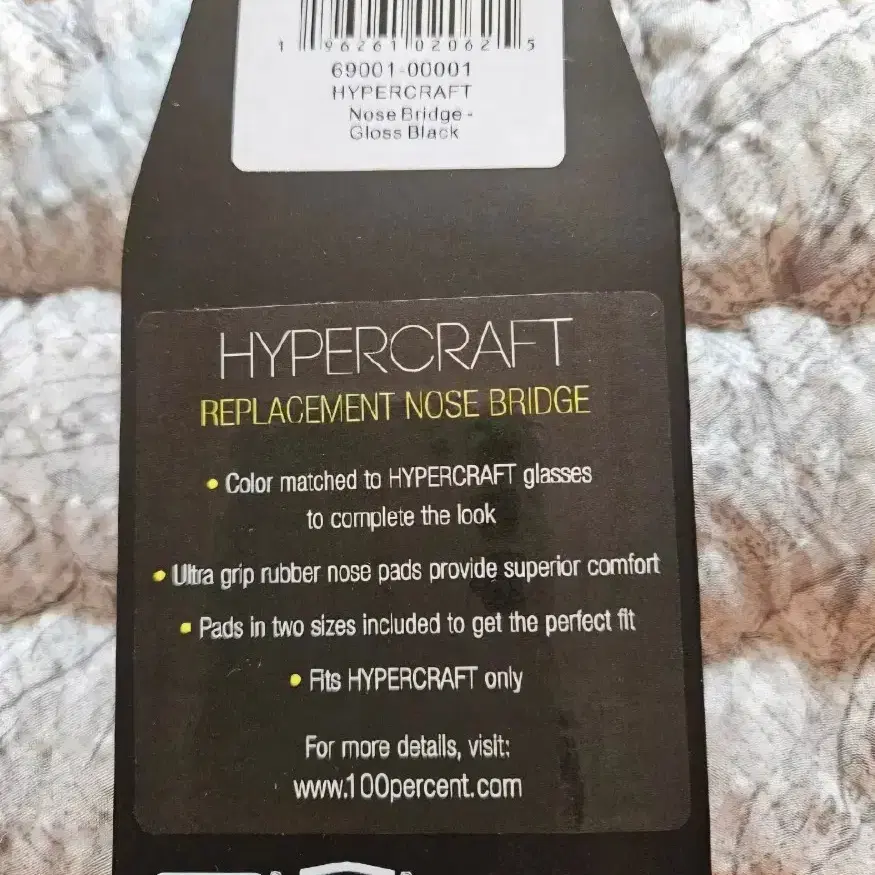 1 96261 02062 5
69001-00001
HYPERCRAFT
Nose Bridge -
Gloss Black
HYPERCRAFT
REPLACEMENT NOSE BRIDGE
• Color matched to HYPERCRAFT glasses
to complete the look
• Ultra grip rubber nose pads provide superior comfort
• Pads in two sizes included to get the perfect fit
• Fits HYPERCRAFT only
For more details, visit:
www.100percent.com